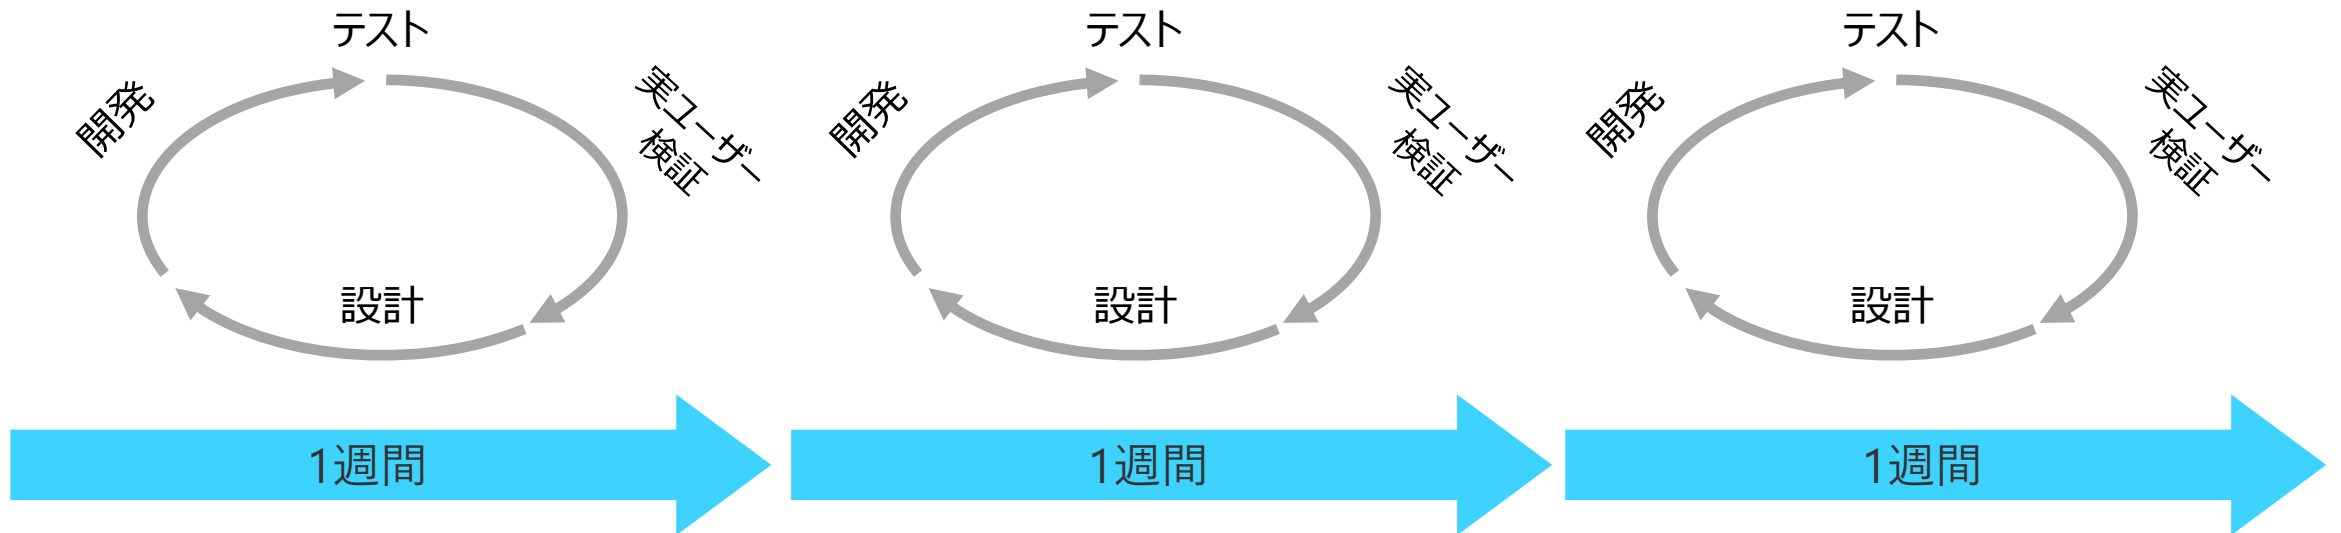 テスト
開発
実ユーザー
検証
設計
1週間
テスト
開発
実ユーザー
検証
設計
1週間
テスト
開発
実ユーザー
検証
設計
1週間